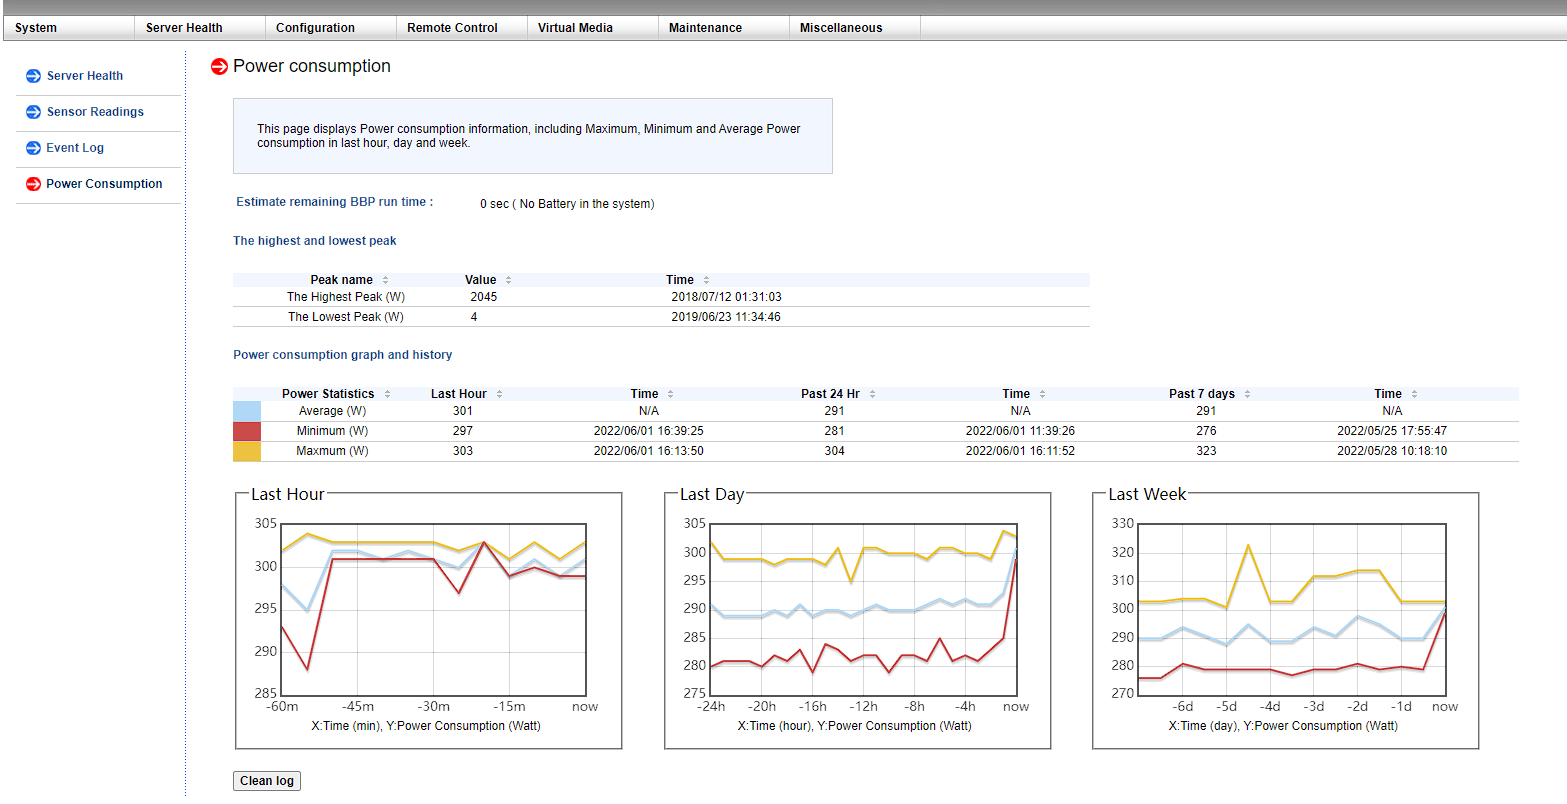 System Server Health Configuration Remote Control Virtual Media Maintenance Miscellaneous
Server Health
Sensor Readings
Event Log
Power Consumption
Power consumption
This page displays Power consumption information, including Maximum, Minimum and Average Power
consumption in last hour, day and week.
Estimate remaining BBP run time : 0 sec ( No Battery in the system)
The highest and lowest peak
Peak name Value Time
The Highest Peak (W) 2045 2018/07/12 01:31:03
The Lowest Peak (W) 4 2019/06/23 11:34:46
Power consumption graph and history
Power Statistics Last Hour Time Past 24 Hr Time Past 7 days Time
Average (W) 301 N/A 291 N/A 291 N/A
Minimum (W) 297 2022/06/01 16:39:25 281 2022/06/01 11:39:26 276 2022/05/25 17:55:47
Maxmum (W) 303 2022/06/01 16:13:50 304 2022/06/01 16:11:52 323 2022/05/28 10:18:10
Last Hour
305
300
295
290
285
-60m -45m -30m -15m now
X:Time (min), Y:Power Consumption (Watt)
Last Day
305
300
295
290
285
280
275
-24h -20h -16h -12h -8h -4h now
X:Time (hour), Y:Power Consumption (Watt)
Last Week
330
320
310
300
290
280
270
-6d -5d -4d -3d -2d -1d now
X:Time (day), Y:Power Consumption (Watt)
Clean log